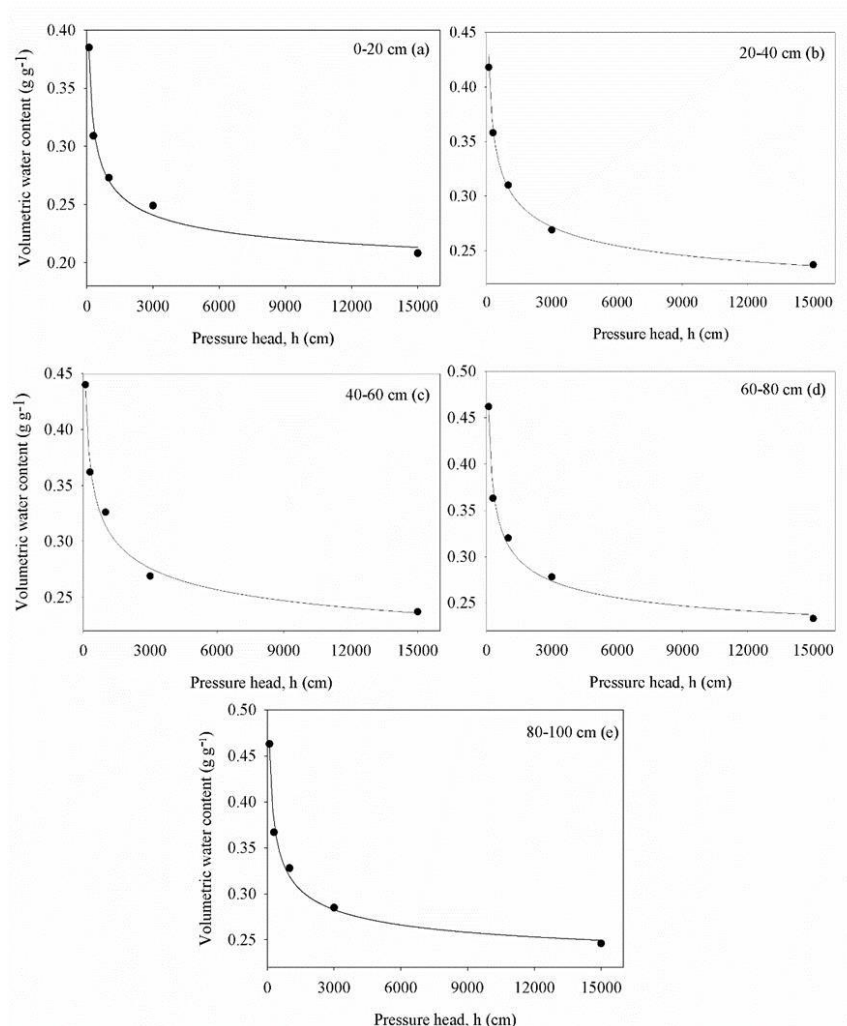 0-20 cm (a)
Volumetric water content (g g⁻¹)
0.40
0.35
0.30
0.25
0.20
0 3000 6000 9000 12000 15000
Pressure head, h (cm)
20-40 cm (b)
0.45
0.40
0.35
0.30
0.25
0 3000 6000 9000 12000 15000
Pressure head, h (cm)
40-60 cm (c)
Volumetric water content (g g⁻¹)
0.45
0.40
0.35
0.30
0.25
0 3000 6000 9000 12000 15000
Pressure head, h (cm)
60-80 cm (d)
0.50
0.45
0.40
0.35
0.30
0.25
0 3000 6000 9000 12000 15000
Pressure head, h (cm)
80-100 cm (e)
Volumetric water content (g g⁻¹)
0.50
0.45
0.40
0.35
0.30
0.25
0 3000 6000 9000 12000 15000
Pressure head, h (cm)